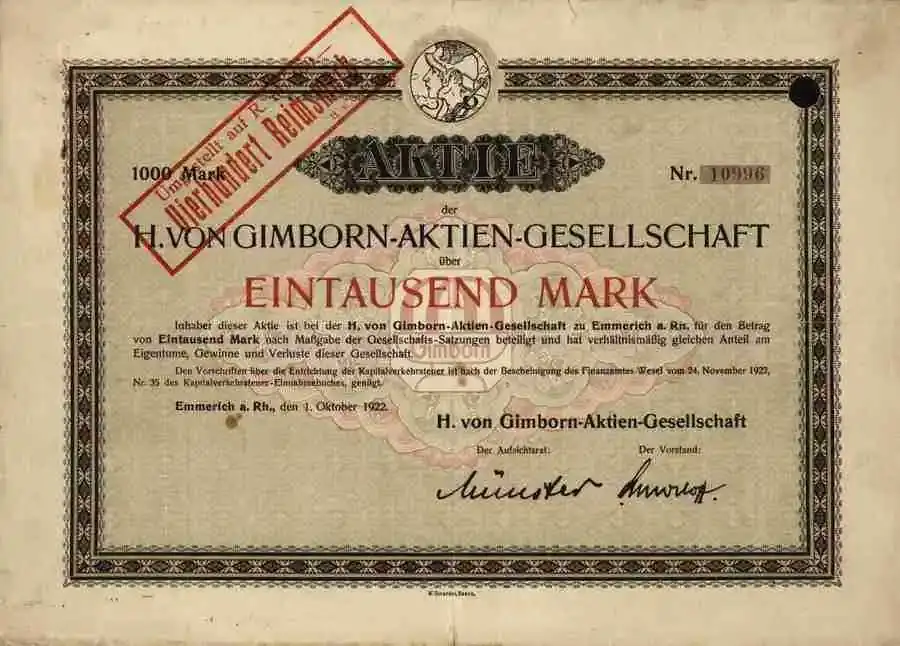 Umgestellt auf R.
Vierhundert Reichsmark
AKTIE
1000 Mark
Nr. 10996
der
H. VON GIMBORN-AKTIEN-GESELLSCHAFT
über
EINTAUSEND MARK
Inhaber dieser Aktie ist bei der H. von Gimborn-Aktien-Gesellschaft zu Emmerich a. Rh. für den Betrag
von Eintausend Mark nach Maßgabe der Gesellschafts-Satzungen beteiligt und hat verhältnismäßig gleichen Anteil am
Eigentume, Gewinne und Verluste dieser Gesellschaft.
Gimborn
Den Vorschriften über die Entrichtung der Kapitalverkehrsteuer ist nach der Bescheinigung des Finanzamtes Wesel vom 24. November 1922,
Nr. 35 des Kapitalverkehrsteuer-Einnahmebuches, genügt.
Emmerich a. Rh., den 1. Oktober 1922.
H. von Gimborn-Aktien-Gesellschaft
Der Aufsichtsrat:
Der Vorstand:
Münster